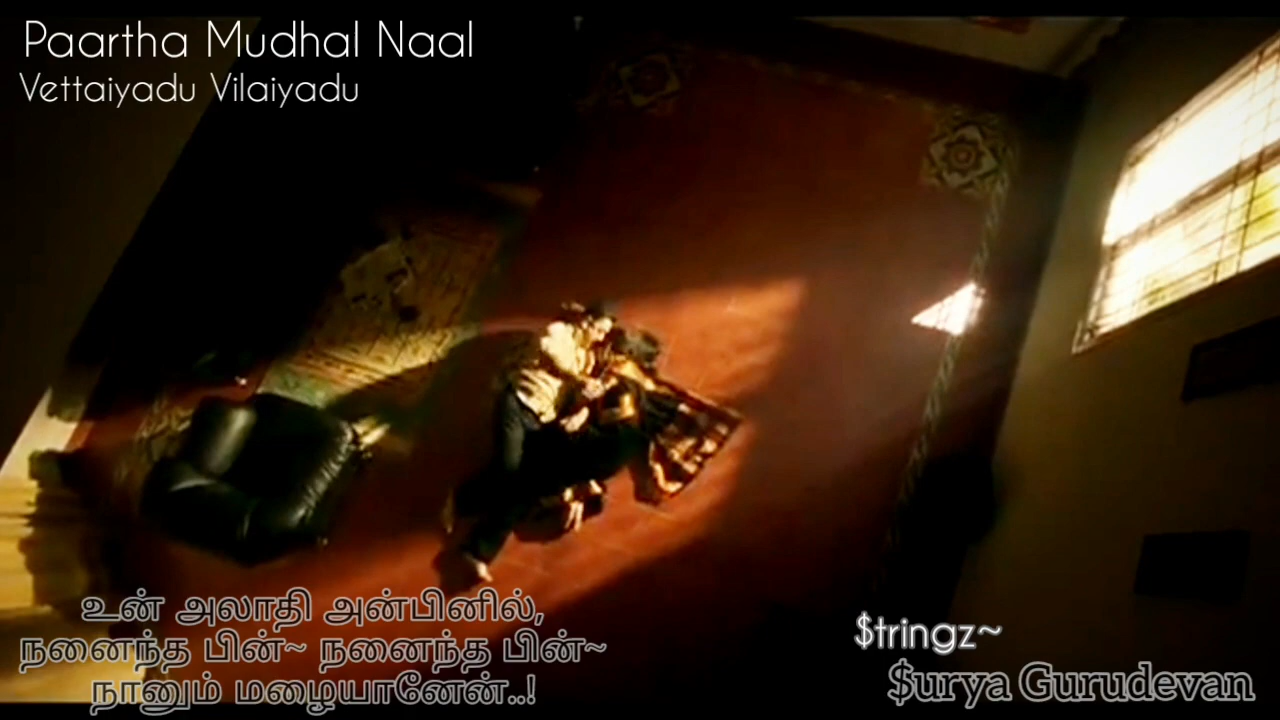 Paartha Mudhal Naal
Vettaiyadu Vilaiyadu
உன் அலாதி அன்பினில்,
நனைந்த பின்~ நனைந்த பின்~
நானும் மழையானேன்..!
$tringz~
$urya Gurudevan